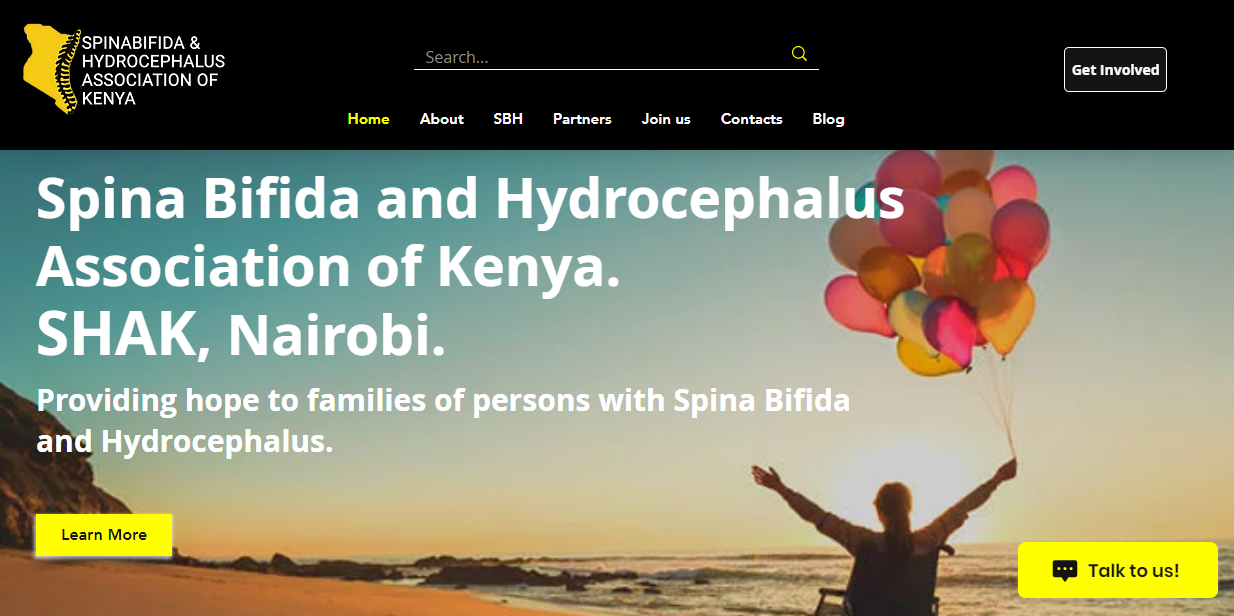 SPINABIFIDA &
HYDROCEPHALUS
ASSOCIATION OF
KENYA
Search...
Get Involved
Home About SBH Partners Join us Contacts Blog
Spina Bifida and Hydrocephalus
Association of Kenya.
SHAK, Nairobi.
Providing hope to families of persons with Spina Bifida
and Hydrocephalus.
Learn More
Talk to us!